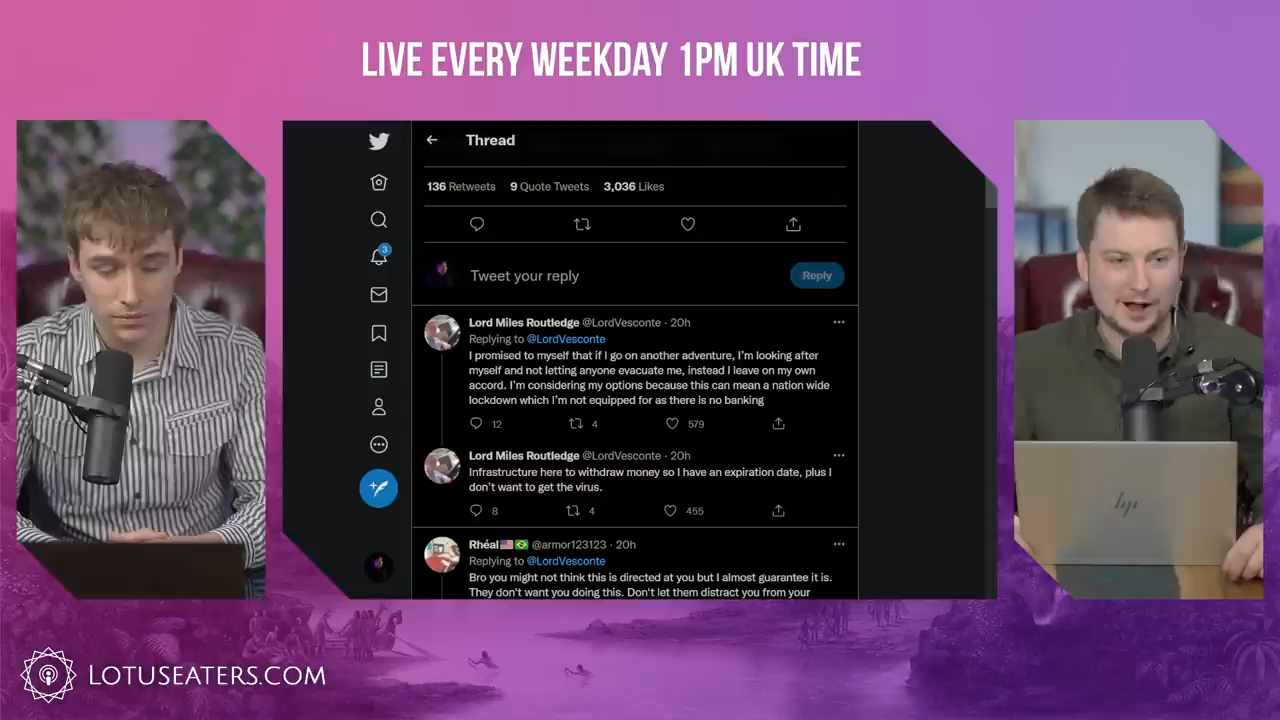 LIVE EVERY WEEKDAY 1PM UK TIME
Thread
136 Retweets 9 Quote Tweets 3,036 Likes
Tweet your reply
Reply
3
Lord Miles Routledge @LordVesconte · 20h
Replying to @LordVesconte
I promised to myself that if I go on another adventure, I'm looking after
myself and not letting anyone evacuate me, instead I leave on my own
accord. I'm considering my options because this can mean a nation wide
lockdown which I'm not equipped for as there is no banking
12 4 579
Lord Miles Routledge @LordVesconte · 20h
Infrastructure here to withdraw money so I have an expiration date, plus I
don't want to get the virus.
8 4 455
Rhéal @armor123123 · 20h
Replying to @LordVesconte
Bro you might not think this is directed at you but I almost guarantee it is.
They don't want you doing this. Don't let them distract you from your
hp
LOTUSEATERS.COM